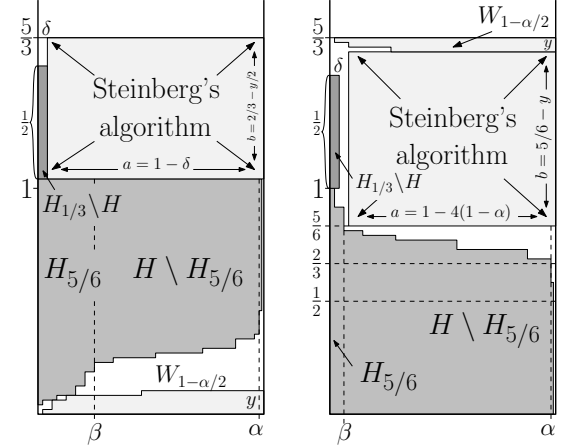 5/3
δ
Steinberg's
algorithm
b = 2/3 − y/2
1/2
a = 1 − δ
1
H_{1/3}\H
H_{5/6}
H \ H_{5/6}
W_{1−α/2}
y
β
α
W_{1−α/2}
5/3
y
δ
Steinberg's
algorithm
b = 5/6 − y
1/2
H_{1/3}\H
1
a = 1 − 4(1 − α)
5/6
2/3
1/2
H \ H_{5/6}
H_{5/6}
β
α